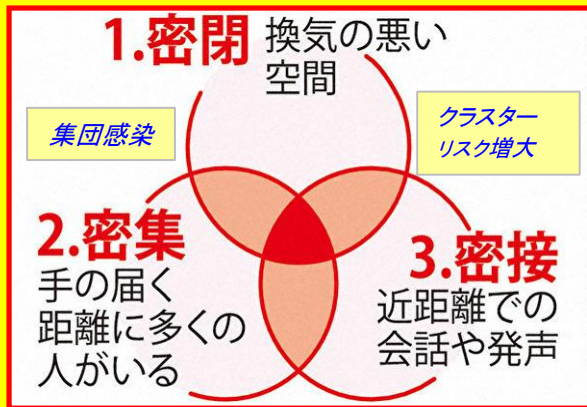 1.密閉
換気の悪い
空間
集団感染
クラスター
リスク増大
2.密集
手の届く
距離に多くの
人がいる
3.密接
近距離での
会話や発声